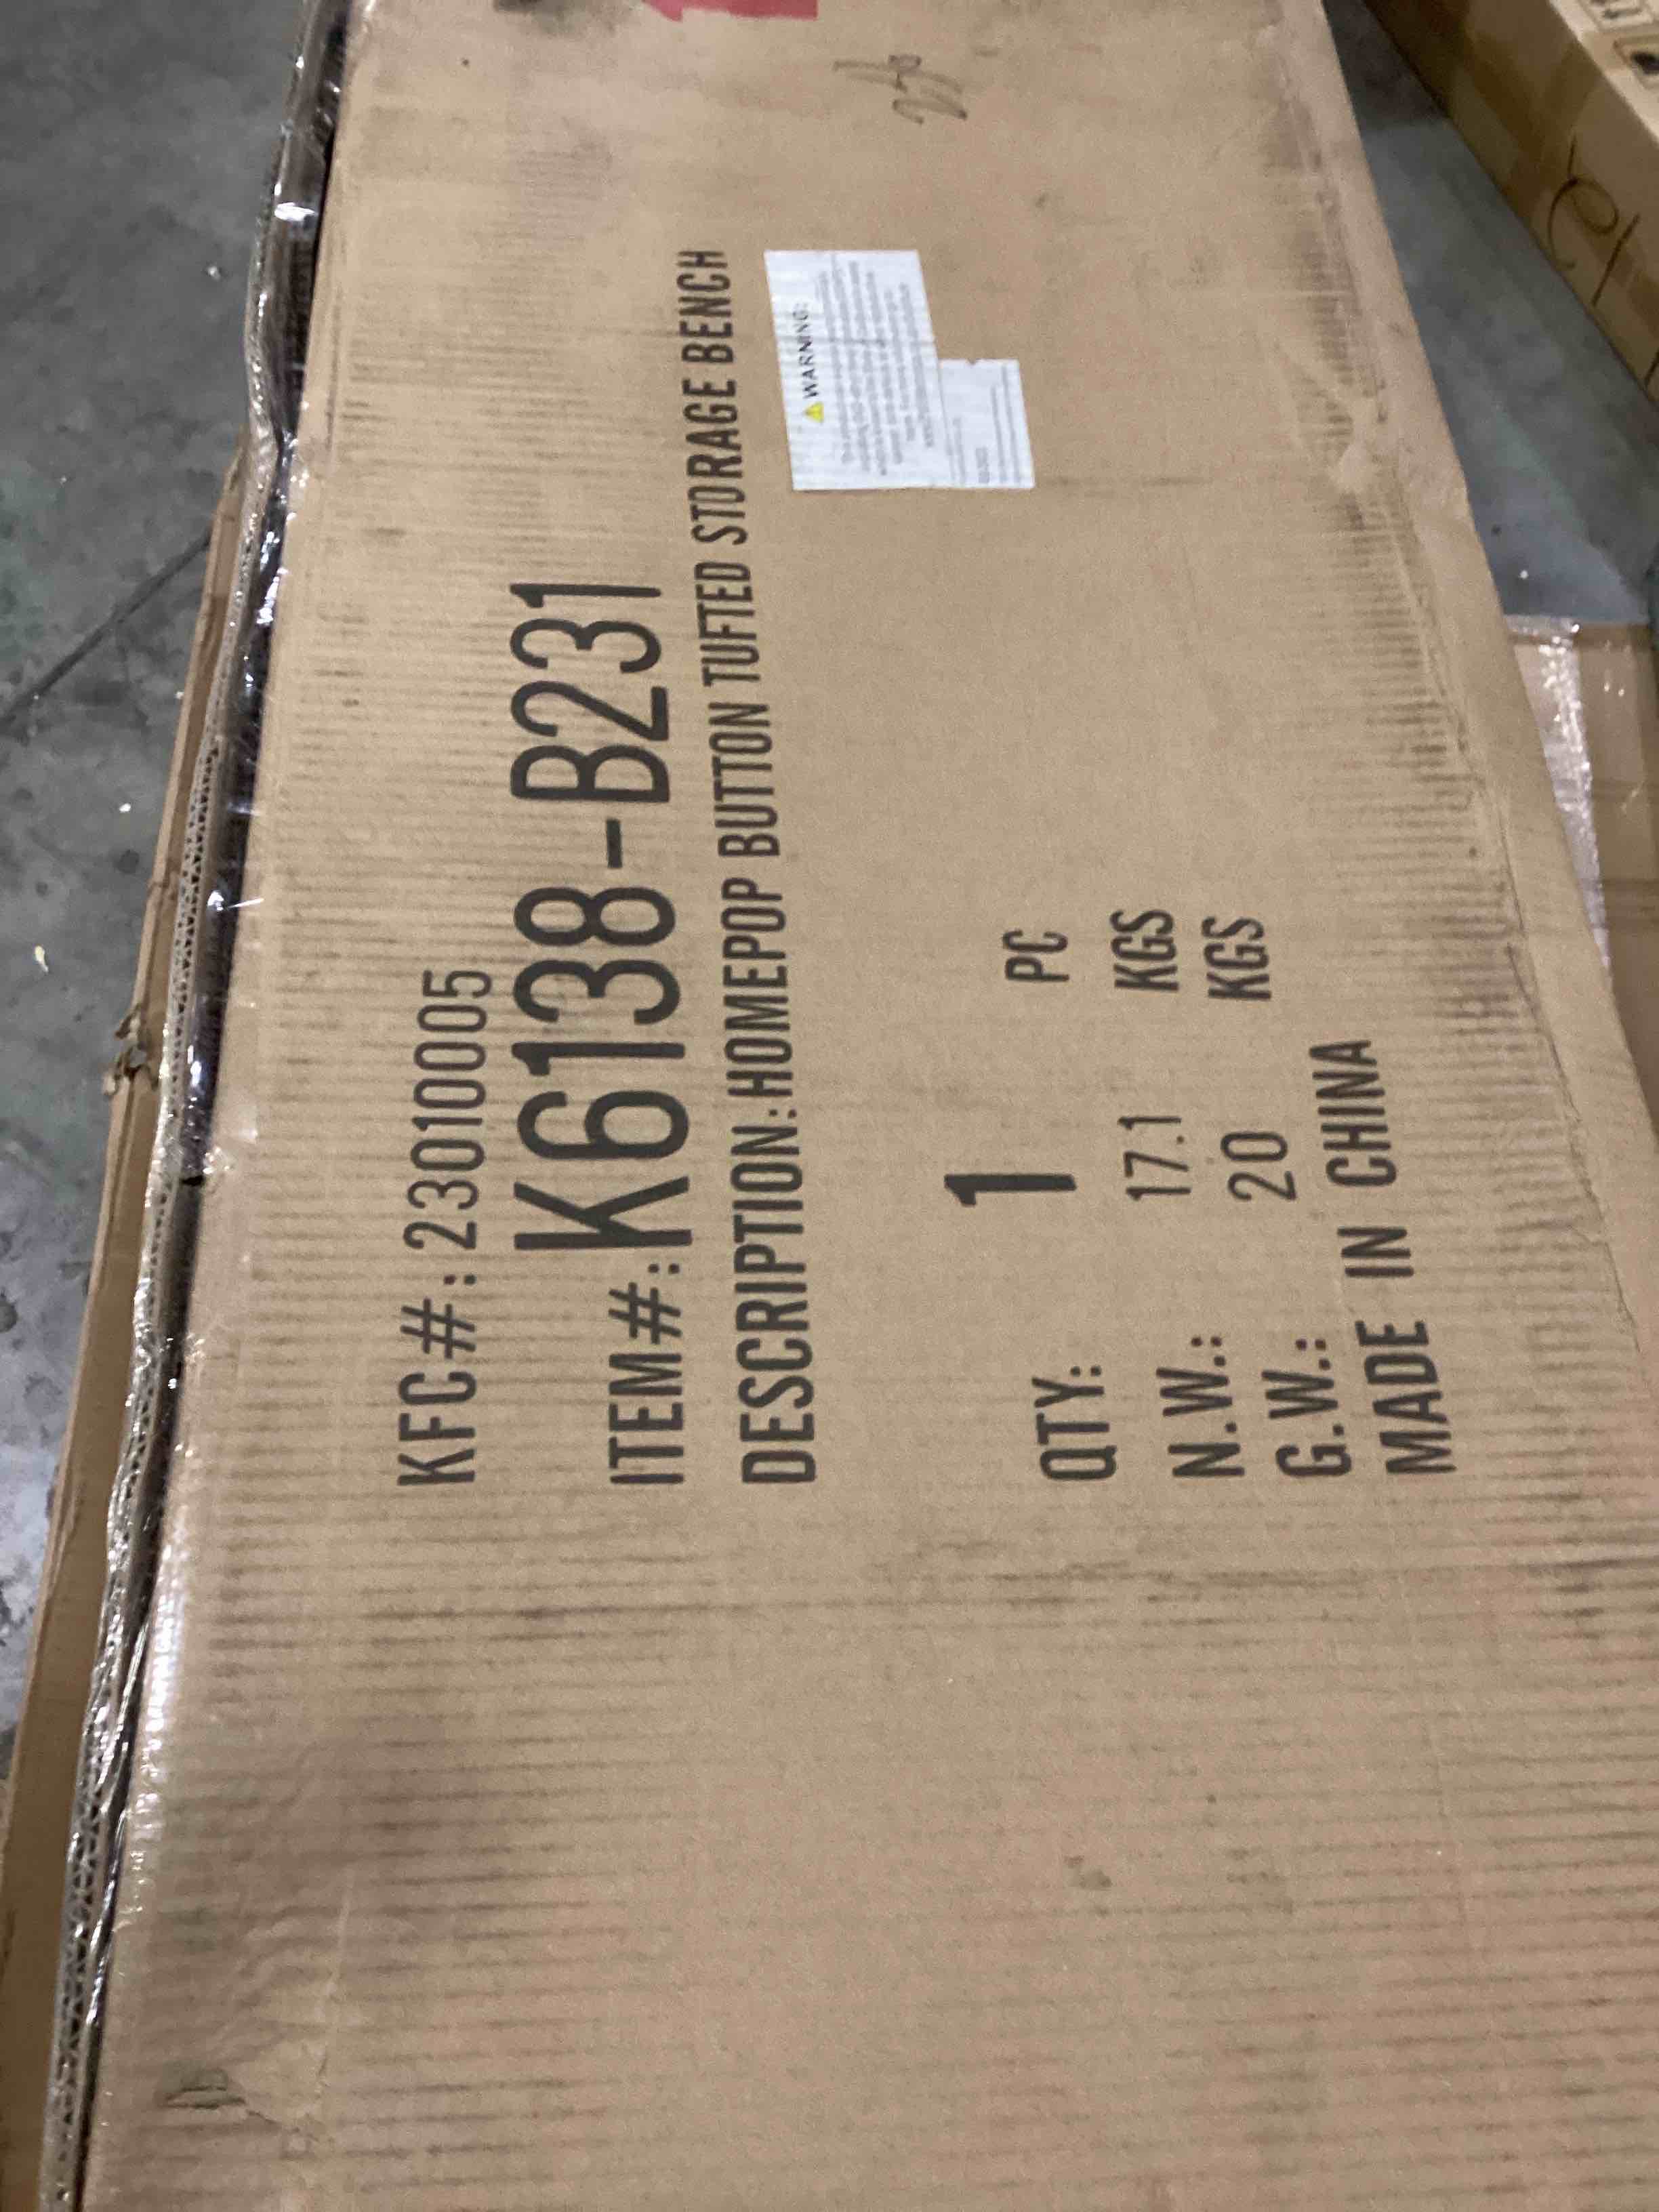 KFC#: 23010005
ITEM#: K6138-B231
DESCRIPTION: HOMEPOP BUTTON TUFTED STORAGE BENCH
QTY: 1 PC
N.W.: 17.1 KGS
G.W.: 20 KGS
MADE IN CHINA
WARNING: